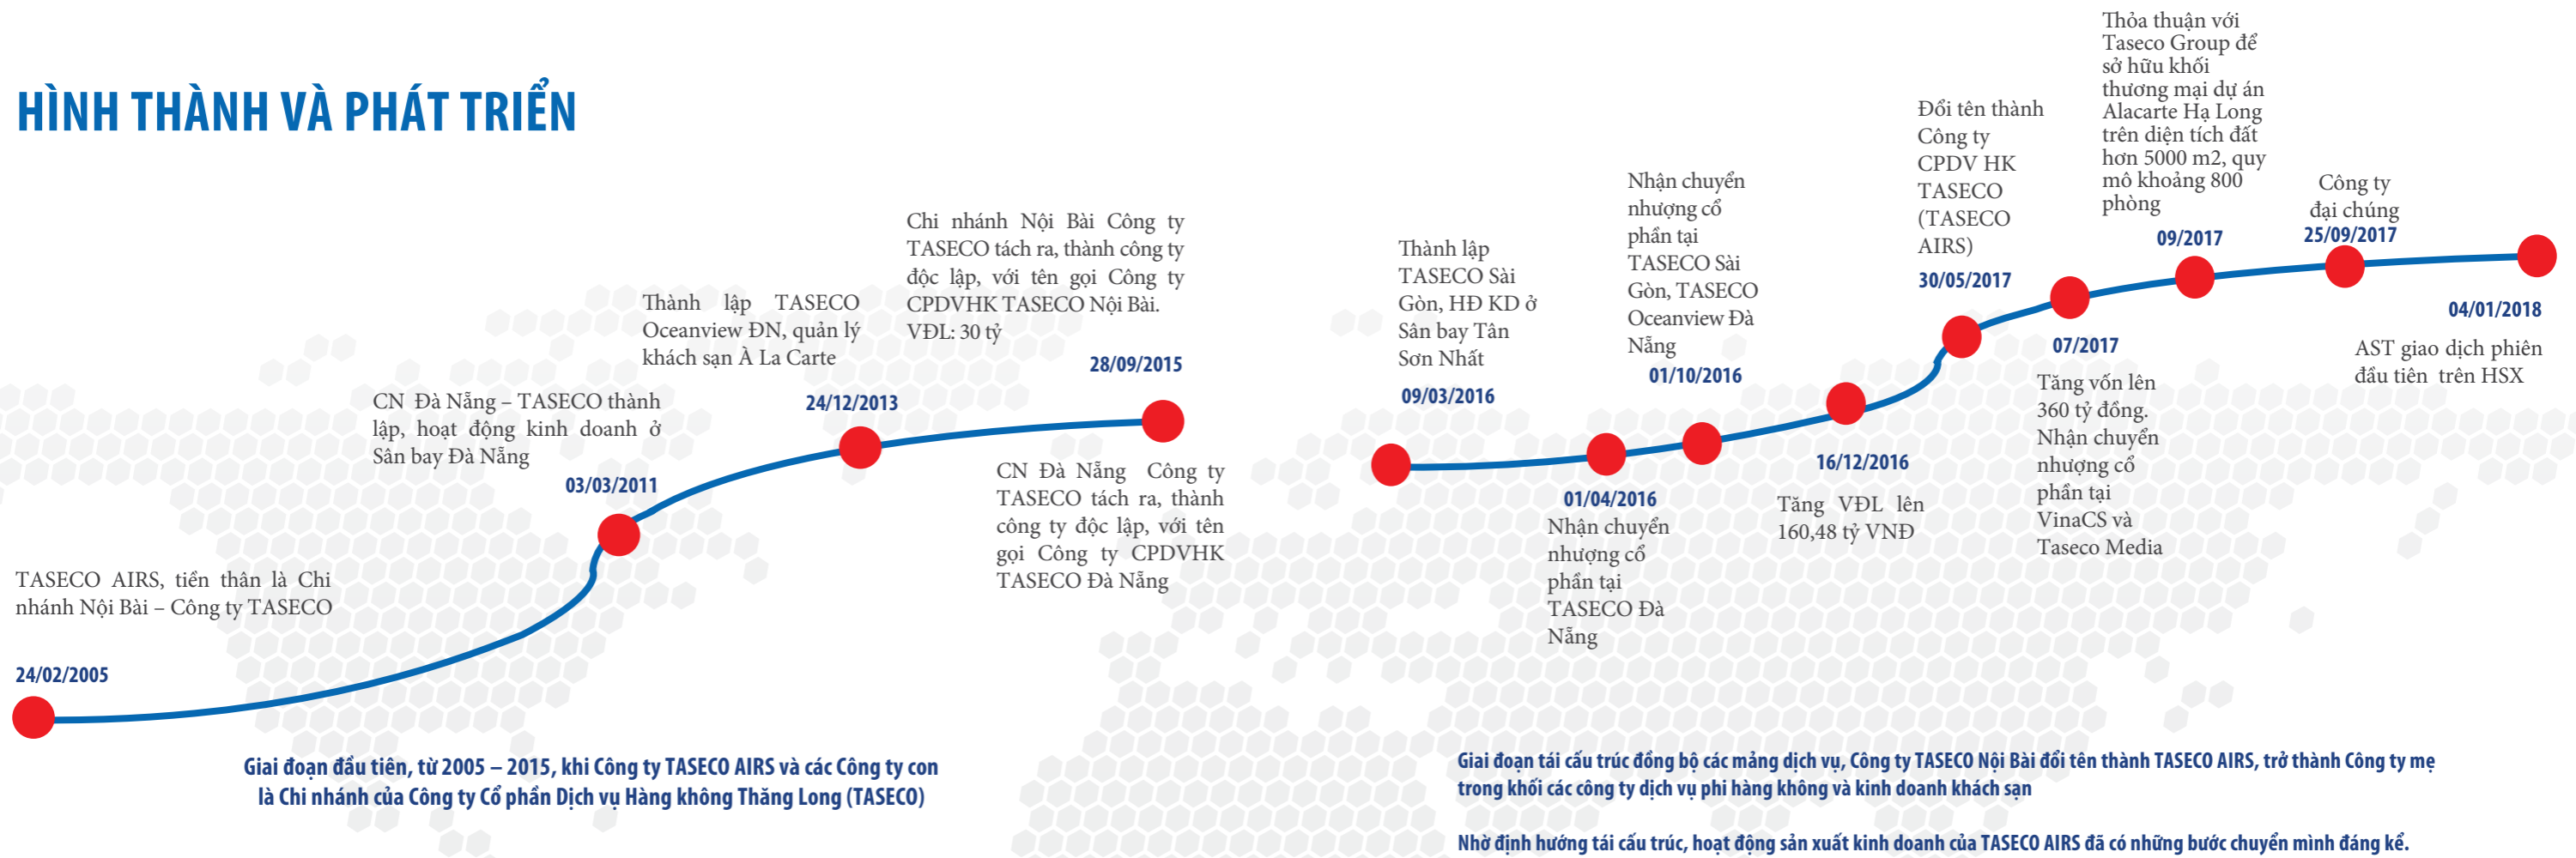 HÌNH THÀNH VÀ PHÁT TRIỂN
TASECO AIRS, tiền thân là Chi
nhánh Nội Bài – Công ty TASECO
24/02/2005
CN Đà Nẵng – TASECO thành
lập, hoạt động kinh doanh ở
Sân bay Đà Nẵng
03/03/2011
Thành lập TASECO
Oceanview ĐN, quản lý
khách sạn À La Carte
24/12/2013
Chi nhánh Nội Bài Công ty
TASECO tách ra, thành công ty
độc lập, với tên gọi Công ty
CPDVHK TASECO Nội Bài.
VĐL: 30 tỷ
28/09/2015
CN Đà Nẵng Công ty
TASECO tách ra, thành
công ty độc lập, với tên
gọi Công ty CPDVHK
TASECO Đà Nẵng
Giai đoạn đầu tiên, từ 2005 – 2015, khi Công ty TASECO AIRS và các Công ty con
là Chi nhánh của Công ty Cổ phần Dịch vụ Hàng không Thăng Long (TASECO)
Thành lập
TASECO Sài
Gòn, HĐ KD ở
Sân bay Tân
Sơn Nhất
09/03/2016
01/04/2016
Nhận chuyển
nhượng cổ
phần tại
TASECO Đà
Nẵng
Nhận chuyển
nhượng cổ
phần tại
TASECO Sài
Gòn, TASECO
Oceanview Đà
Nẵng
01/10/2016
16/12/2016
Tăng VĐL lên
160,48 tỷ VNĐ
Đổi tên thành
Công ty
CPDV HK
TASECO
(TASECO
AIRS)
30/05/2017
07/2017
Tăng vốn lên
360 tỷ đồng.
Nhận chuyển
nhượng cổ
phần tại
VinaCS và
Taseco Media
Thỏa thuận với
Taseco Group để
sở hữu khối
thương mại dự án
Alacarte Hạ Long
trên diện tích đất
hơn 5000 m2, quy
mô khoảng 800
phòng
09/2017
Công ty
đại chúng
25/09/2017
04/01/2018
AST giao dịch phiên
đầu tiên trên HSX
Giai đoạn tái cấu trúc đồng bộ các mảng dịch vụ, Công ty TASECO Nội Bài đổi tên thành TASECO AIRS, trở thành Công ty mẹ
trong khối các công ty dịch vụ phi hàng không và kinh doanh khách sạn
Nhờ định hướng tái cấu trúc, hoạt động sản xuất kinh doanh của TASECO AIRS đã có những bước chuyển mình đáng kể.